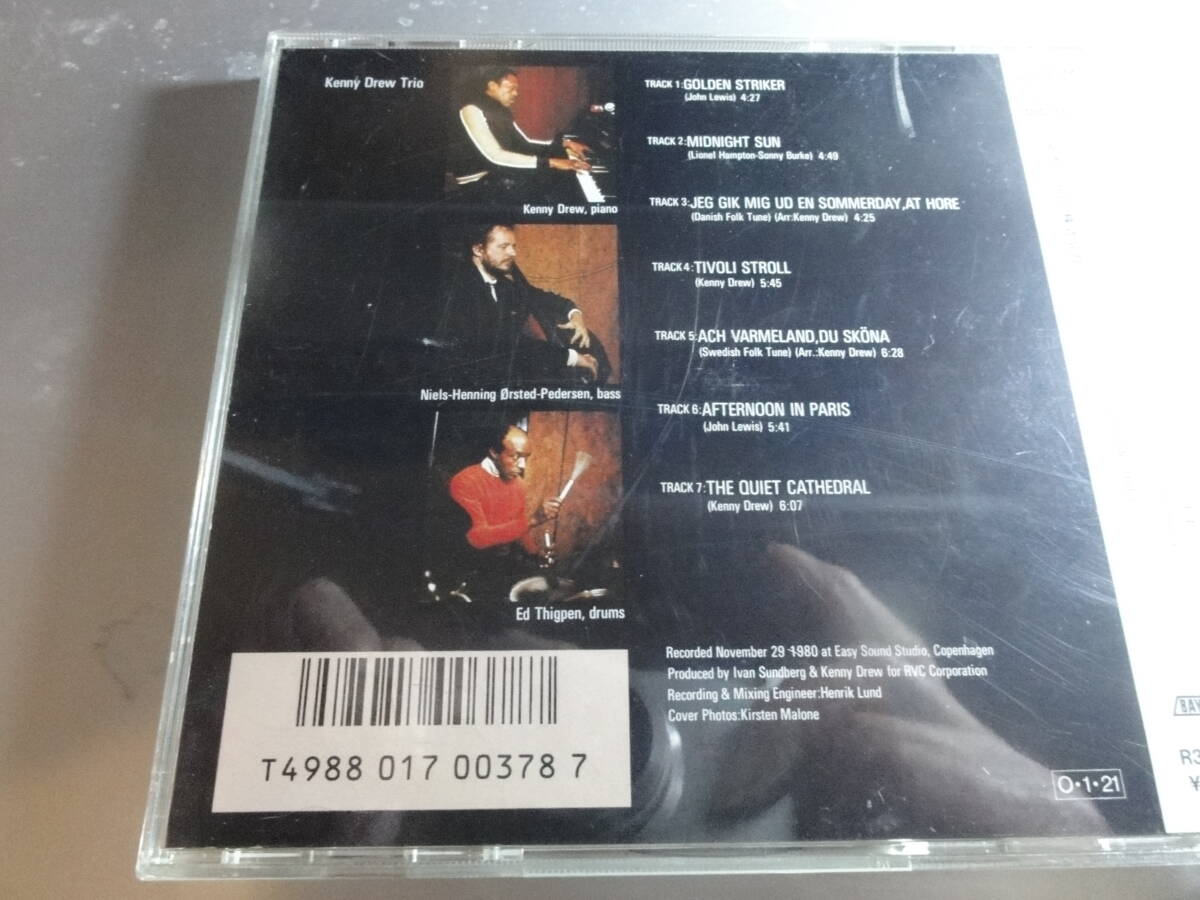 Kenny Drew Trio
Kenny Drew, piano
Niels-Henning Ørsted-Pedersen, bass
Ed Thigpen, drums
TRACK 1:GOLDEN STRIKER
(John Lewis) 4:27
TRACK 2:MIDNIGHT SUN
(Lionel Hampton-Sonny Burke) 4:49
TRACK 3:JEG GIK MIG UD EN SOMMERDAY,AT HORE
(Danish Folk Tune) (Arr:Kenny Drew) 4:25
TRACK 4:TIVOLI STROLL
(Kenny Drew) 5:45
TRACK 5:ACH VARMELAND,DU SKÖNA
(Swedish Folk Tune) (Arr.:Kenny Drew) 6:28
TRACK 6:AFTERNOON IN PARIS
(John Lewis) 5:41
TRACK 7:THE QUIET CATHEDRAL
(Kenny Drew) 6:07
Recorded November 29 1980 at Easy Sound Studio, Copenhagen
Produced by Ivan Sundberg & Kenny Drew for RVC Corporation
Recording & Mixing Engineer:Henrik Lund
Cover Photos:Kirsten Malone
T4988 017 00378 7
O·1·21
BAY
R3
¥